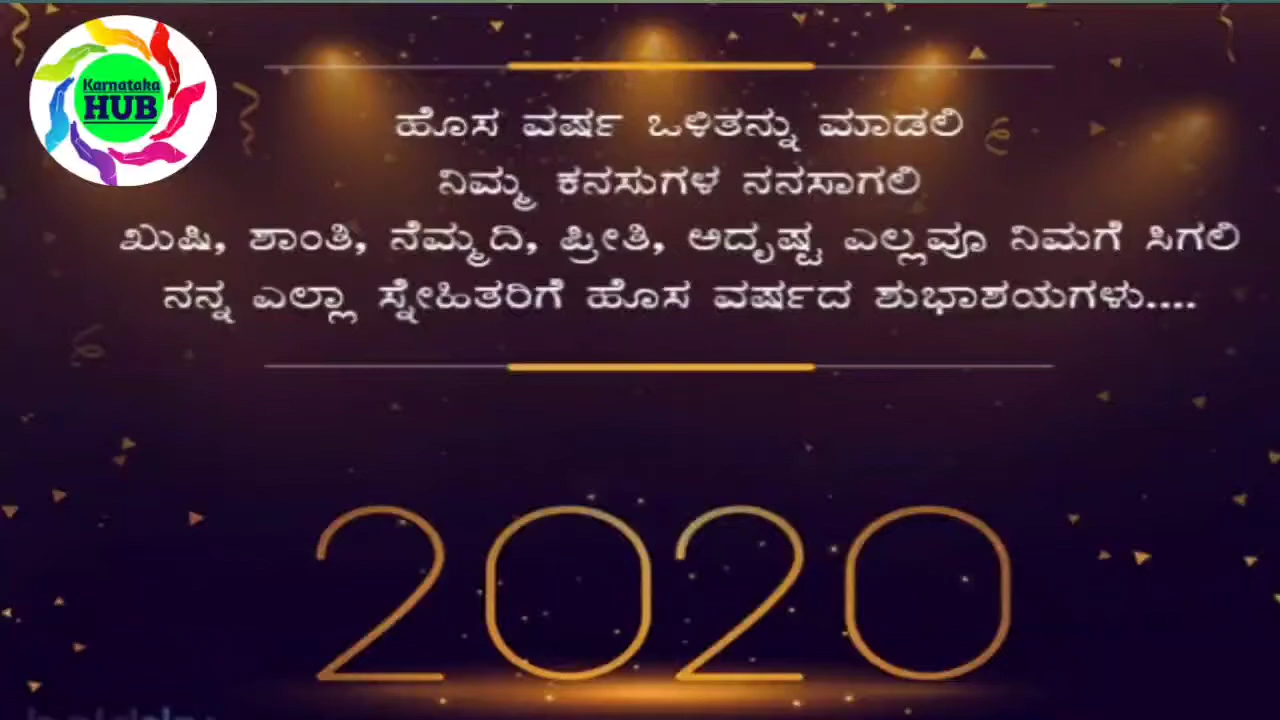 Karnataka
HUB
ಹೊಸ ವರ್ಷ ಒಳಿತನ್ನು ಮಾಡಲಿ
ನಿಮ್ಮ ಕನಸುಗಳ ನನಸಾಗಲಿ
ಖುಷಿ, ಶಾಂತಿ, ನೆಮ್ಮದಿ, ಪ್ರೀತಿ, ಅದೃಷ್ಟ ಎಲ್ಲವೂ ನಿಮಗೆ ಸಿಗಲಿ
ನನ್ನ ಎಲ್ಲಾ ಸ್ನೇಹಿತರಿಗೆ ಹೊಸ ವರ್ಷದ ಶುಭಾಶಯಗಳು....
2020